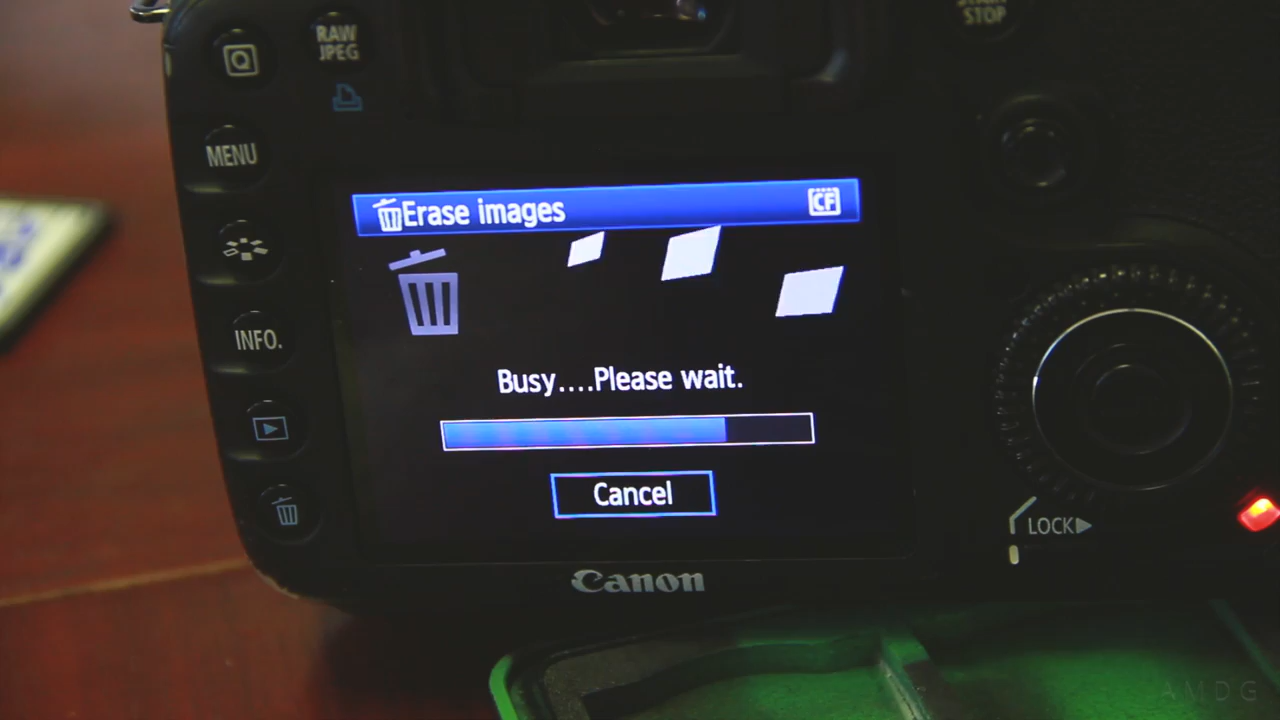 START
STOP
RAW
JPEG
Q
MENU
Erase images
CF
INFO.
Busy....Please wait.
Cancel
LOCK
Canon
AMDG